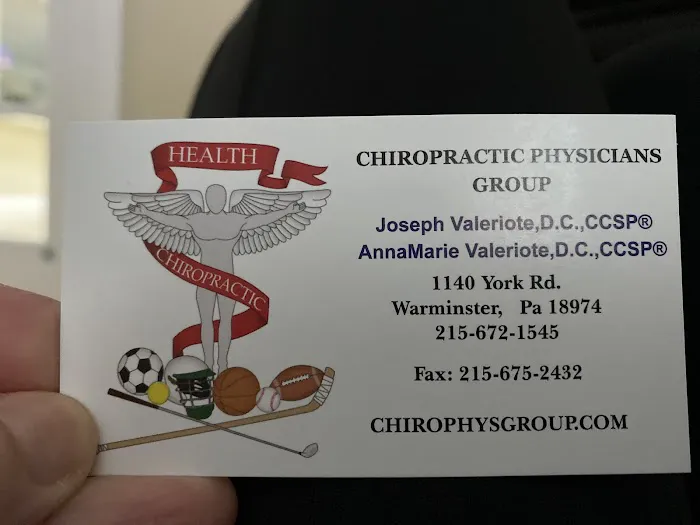 HEALTH
CHIROPRACTIC
CHIROPRACTIC PHYSICIANS
GROUP
Joseph Valeriote,D.C.,CCSP®
AnnaMarie Valeriote,D.C.,CCSP®
1140 York Rd.
Warminster, Pa 18974
215-672-1545
Fax: 215-675-2432
CHIROPHYSGROUP.COM